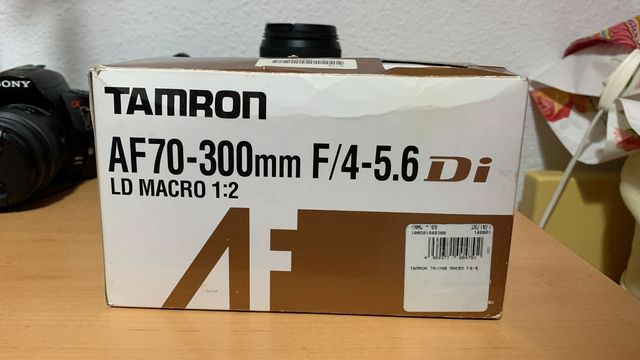 SONY
α
TAMRON
AF70-300mm F/4-5.6 Di
LD MACRO 1:2
AF
TAMRON 70-300 MACRO F4-5